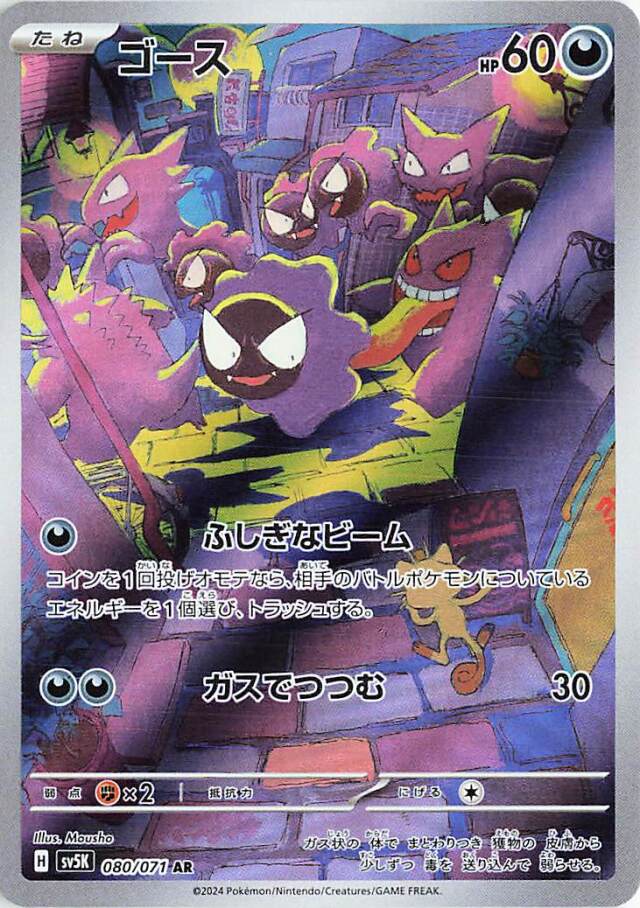 たね
ゴース
HP60
ふしぎなビーム
コインを1回投げオモテなら、相手のバトルポケモンについている
エネルギーを1個選び、トラッシュする。
ガスでつつむ 30
弱点 ×2 抵抗力 にげる
Illus. Mousho
H sv5K 080/071 AR
ガス状の 体で まとわりつき 獲物の 皮膚から
少しずつ 毒を 送り込んで 弱らせる。
©2024 Pokémon/Nintendo/Creatures/GAME FREAK.